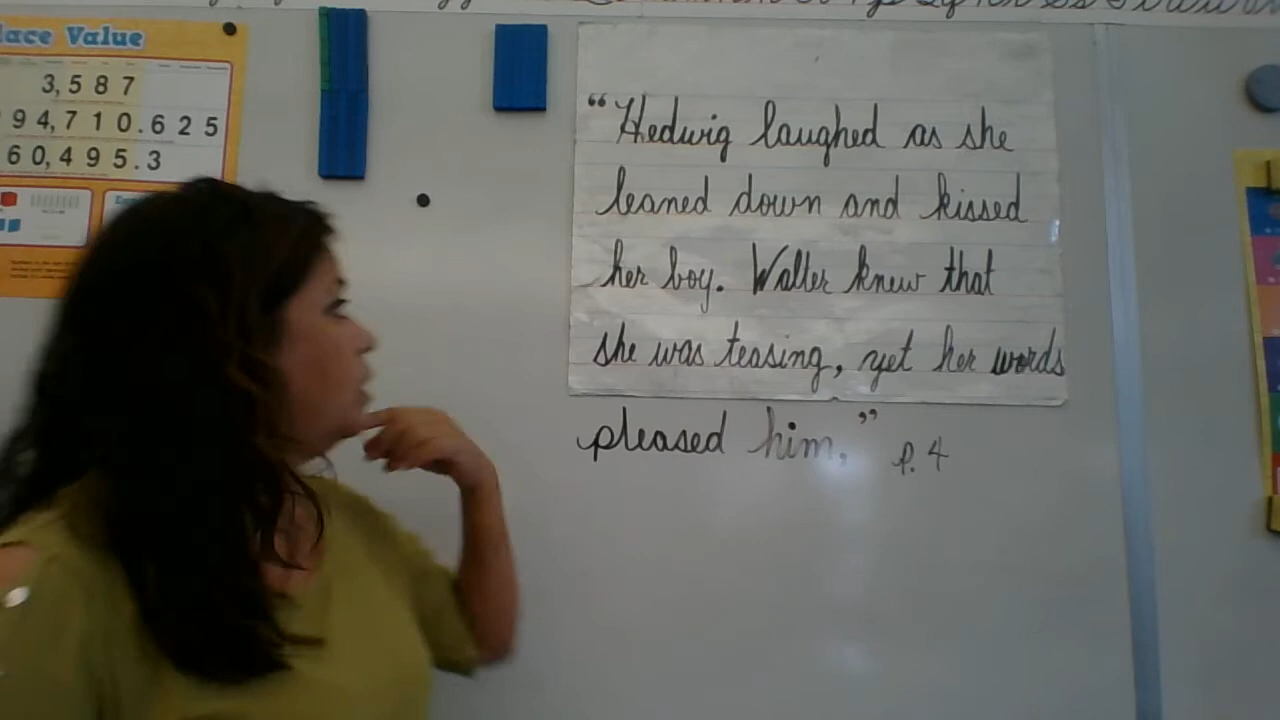 lace Value
3,587
94,710.625
60,495.3
“Hedwig laughed as she
leaned down and kissed
her boy. Walter knew that
she was teasing, yet her words
pleased him.” p. 4